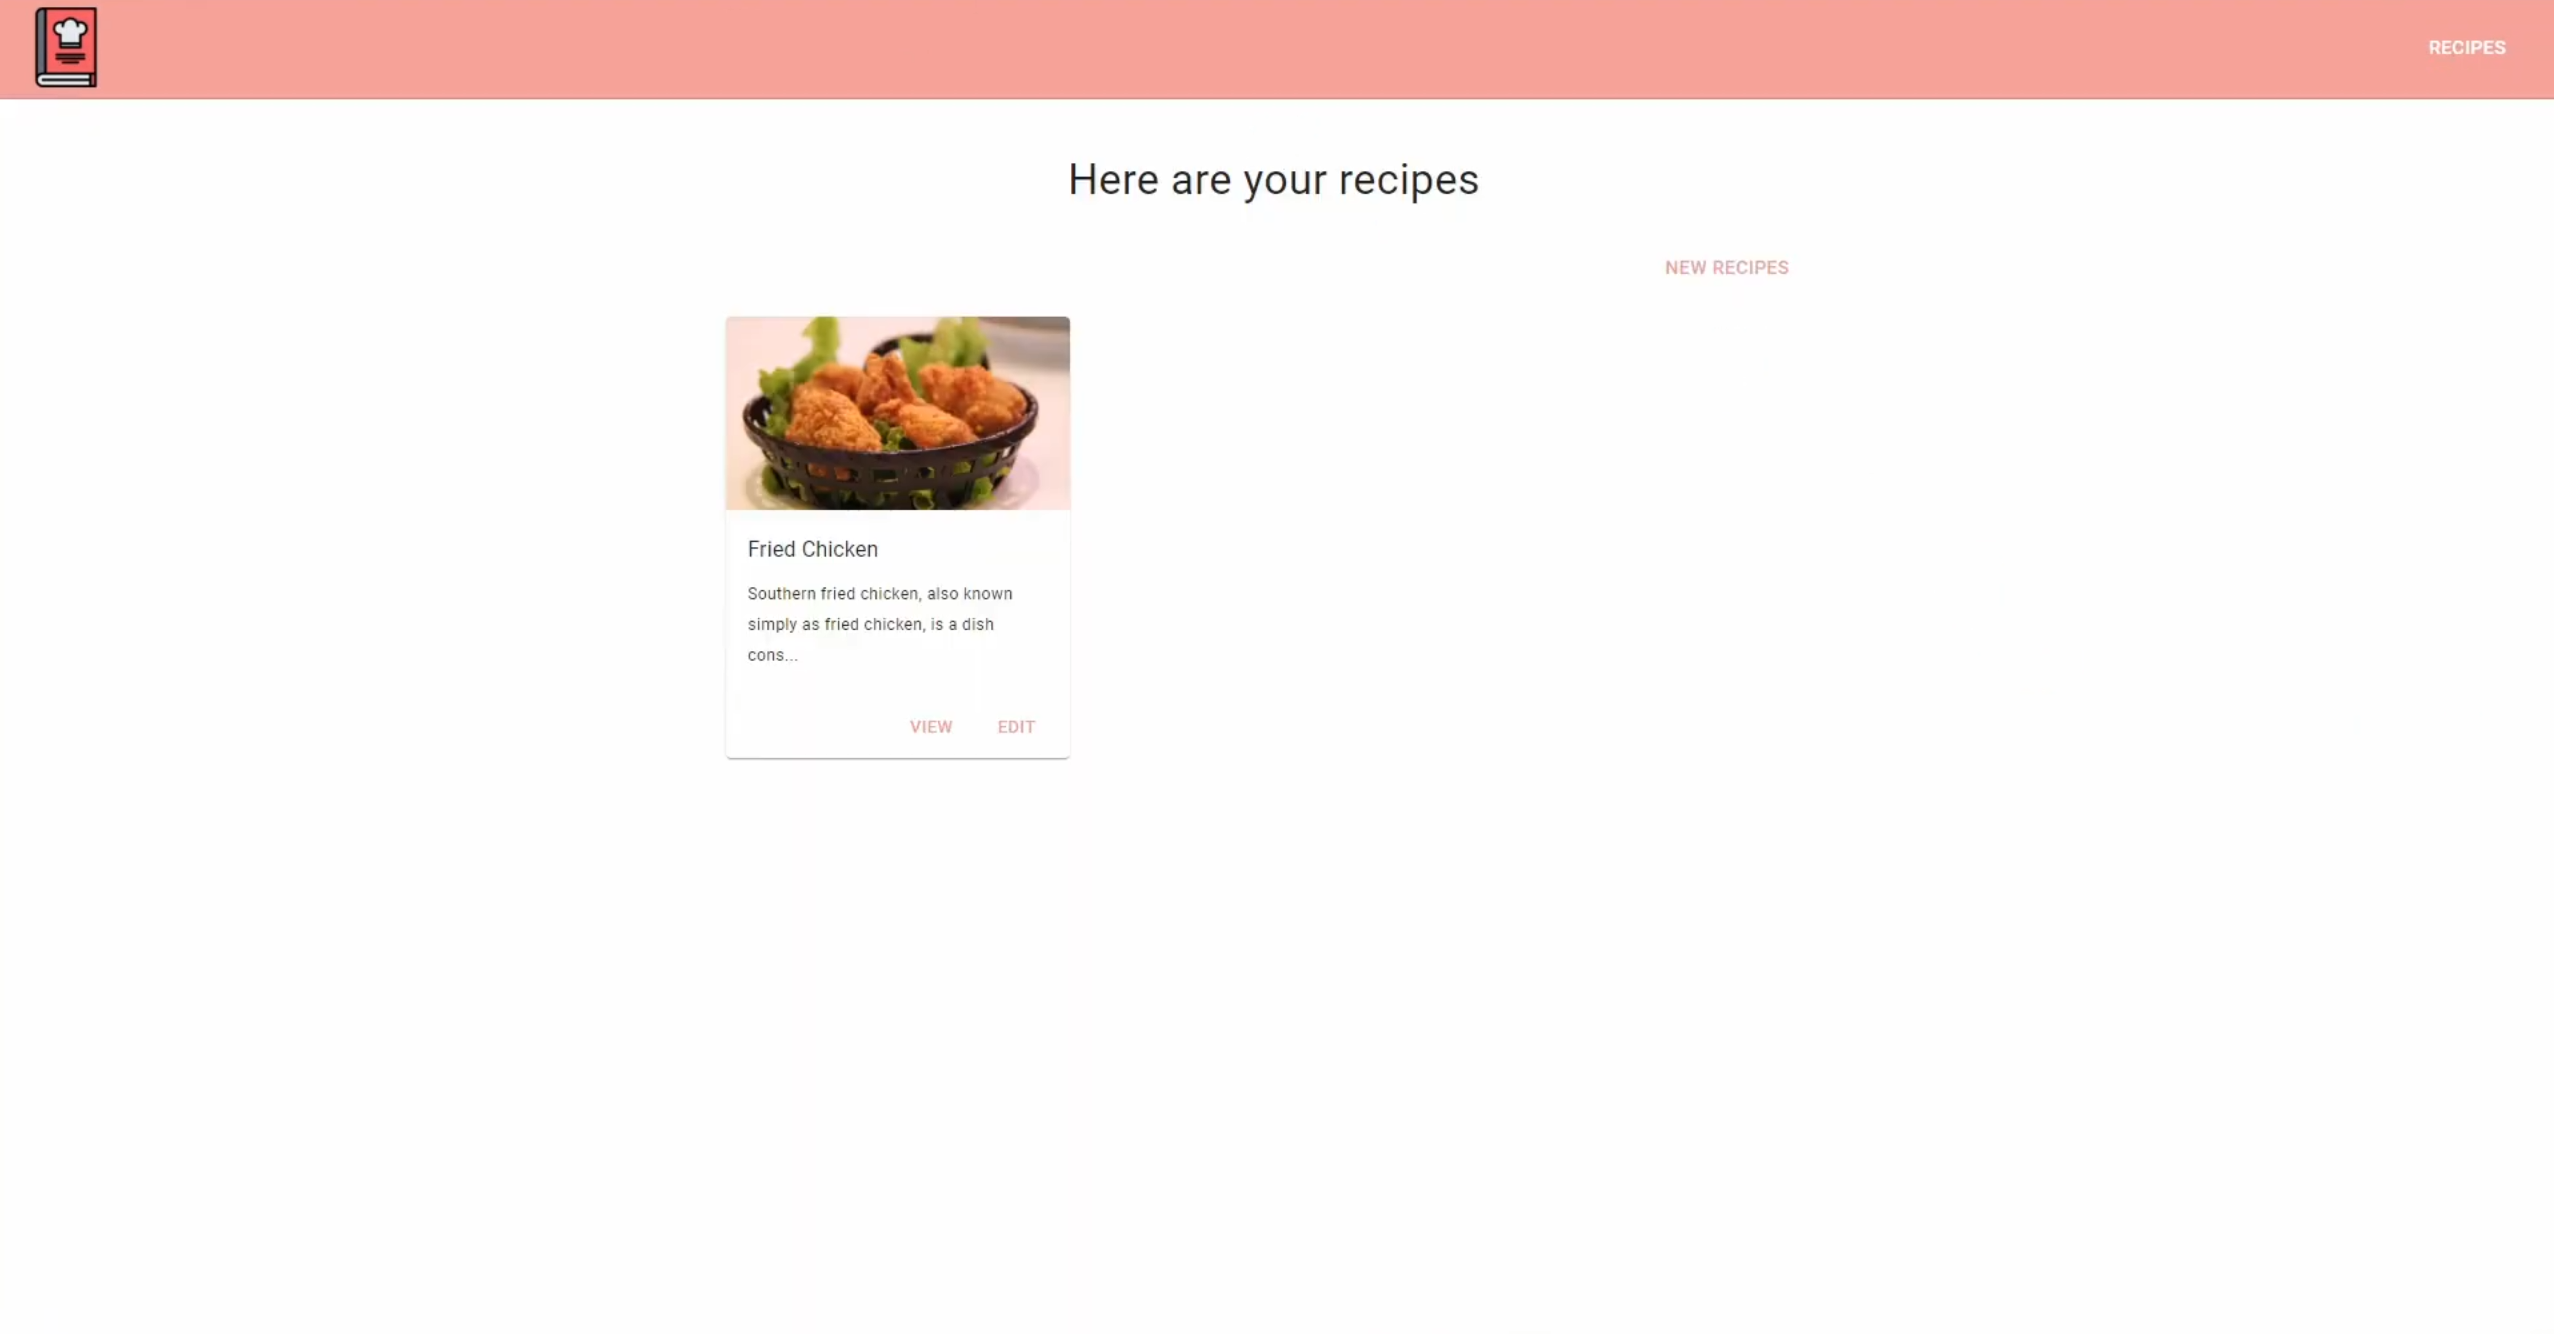 RECIPES
Here are your recipes
NEW RECIPES
Fried Chicken
Southern fried chicken, also known
simply as fried chicken, is a dish
cons...
VIEW EDIT